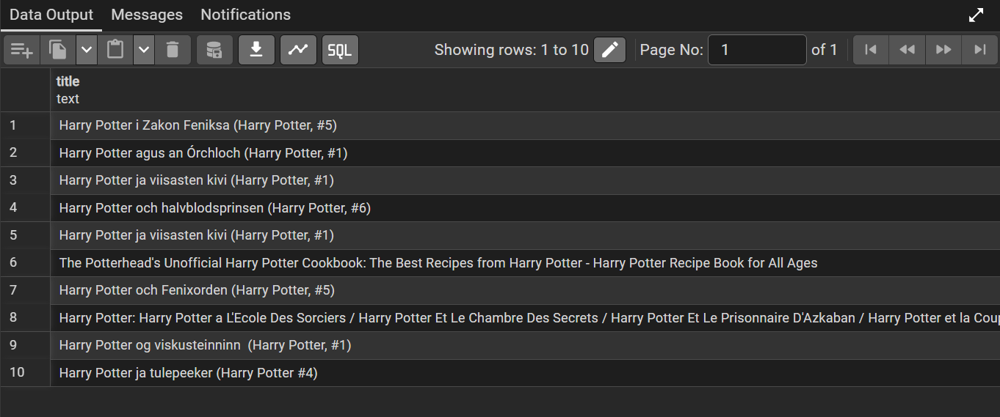 Data Output Messages Notifications
SQL Showing rows: 1 to 10 Page No: 1 of 1
title
text
1 Harry Potter i Zakon Feniksa (Harry Potter, #5)
2 Harry Potter agus an Órchloch (Harry Potter, #1)
3 Harry Potter ja viisasten kivi (Harry Potter, #1)
4 Harry Potter och halvblodsprinsen (Harry Potter, #6)
5 Harry Potter ja viisasten kivi (Harry Potter, #1)
6 The Potterhead's Unofficial Harry Potter Cookbook: The Best Recipes from Harry Potter - Harry Potter Recipe Book for All Ages
7 Harry Potter och Fenixorden (Harry Potter, #5)
8 Harry Potter: Harry Potter a L'Ecole Des Sorciers / Harry Potter Et Le Chambre Des Secrets / Harry Potter Et Le Prisonnaire D'Azkaban / Harry Potter et la
9 Harry Potter og viskusteinninn (Harry Potter, #1)
10 Harry Potter ja tulepeeker (Harry Potter #4)